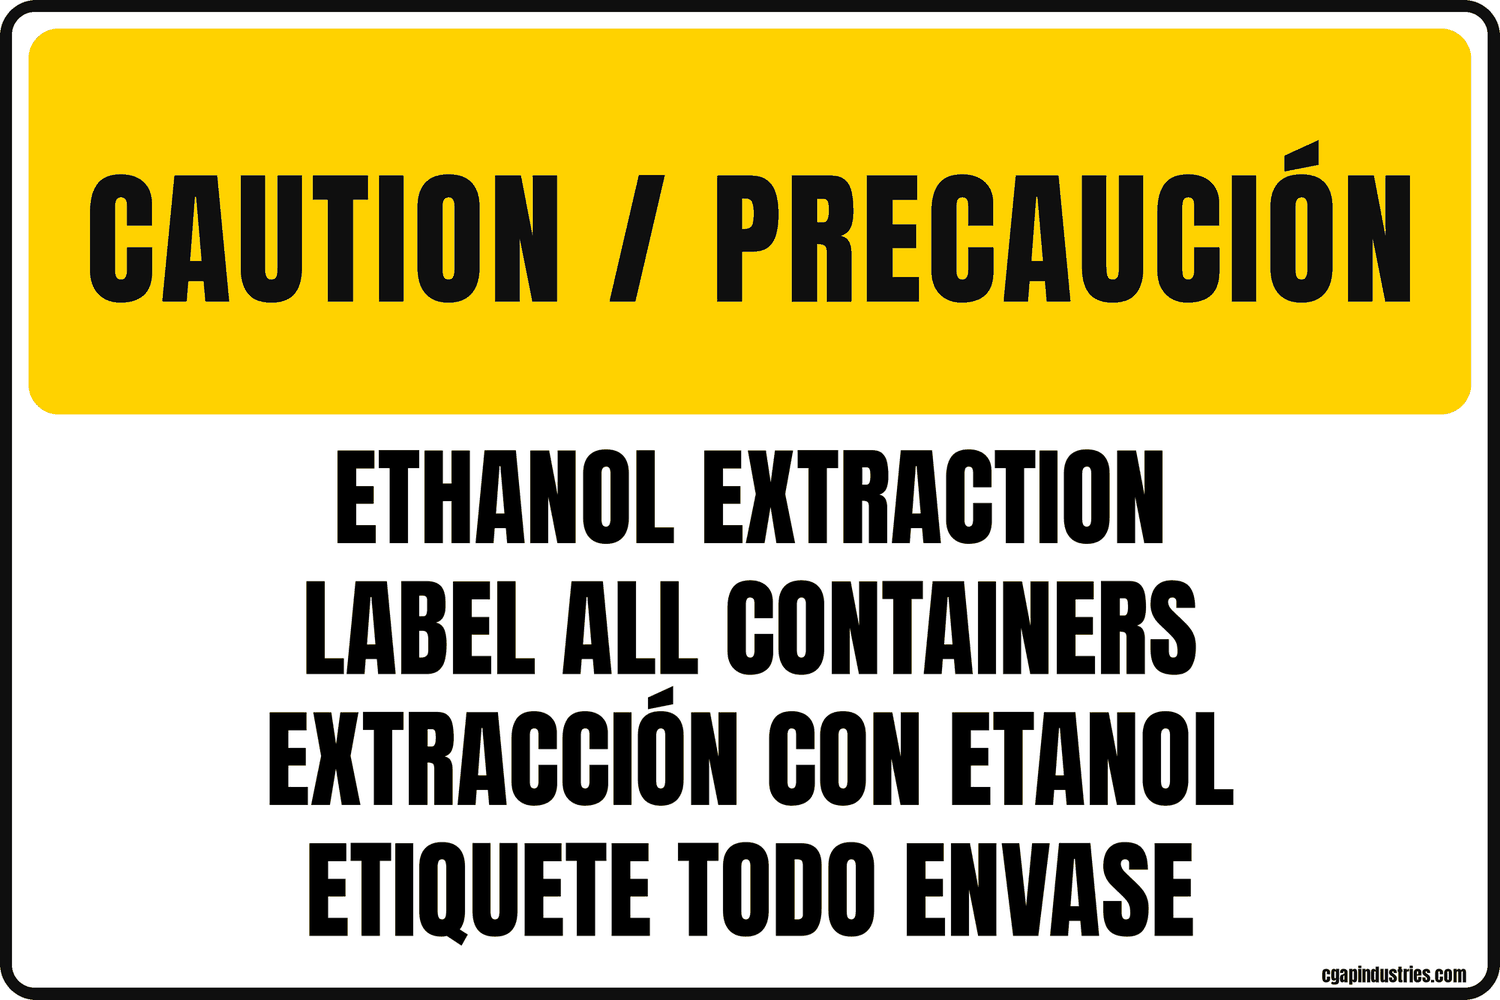 CAUTION / PRECAUCIÓN
ETHANOL EXTRACTION
LABEL ALL CONTAINERS
EXTRACCIÓN CON ETANOL
ETIQUETE TODO ENVASE
cgapindustries.com